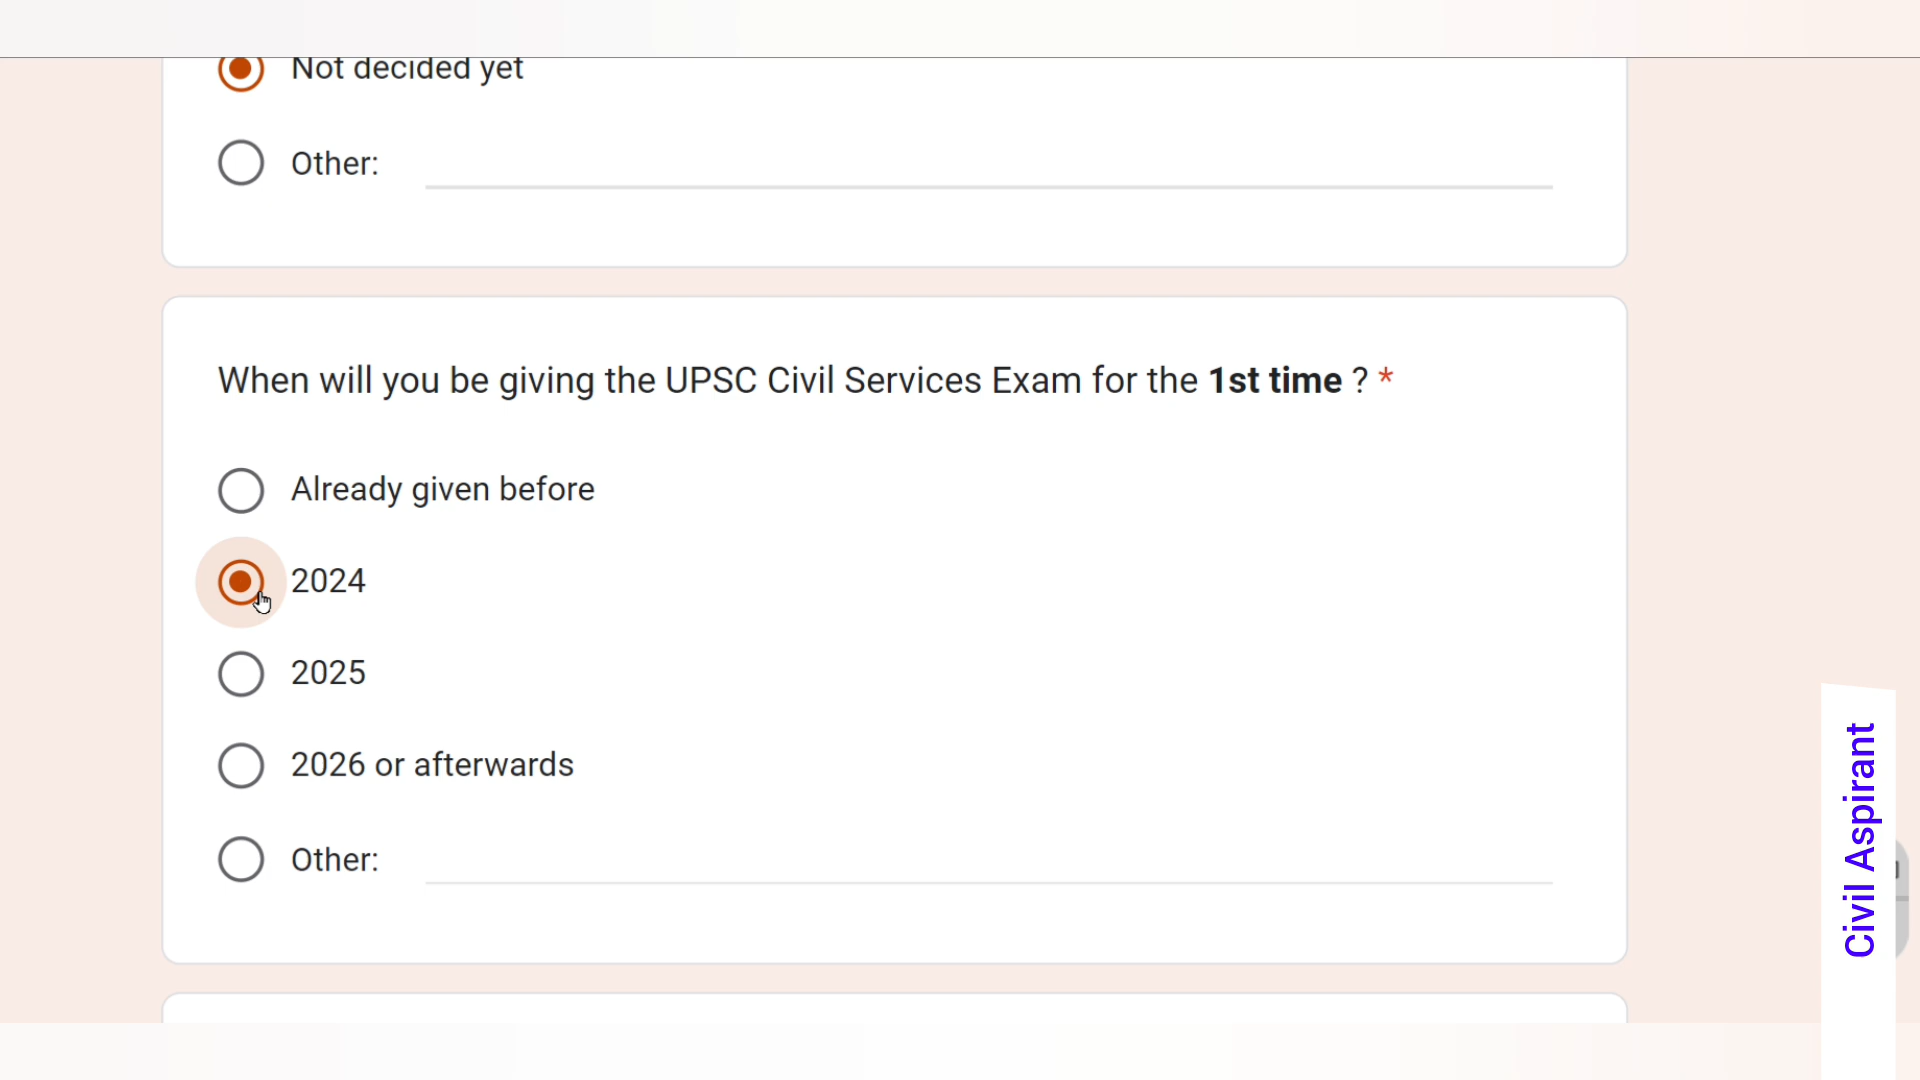 Not decided yet
Other:
When will you be giving the UPSC Civil Services Exam for the 1st time ? *
Already given before
2024
2025
2026 or afterwards
Other:
Civil Aspirant